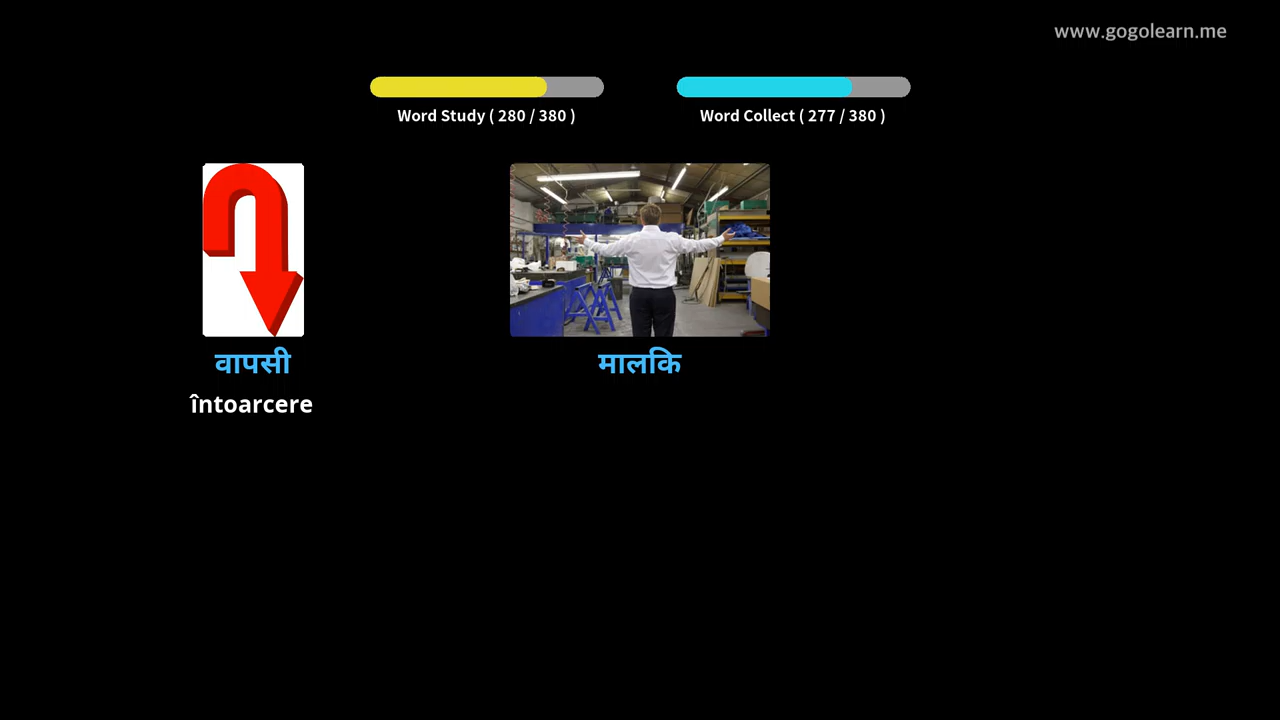 www.gogolearn.me
Word Study ( 280 / 380 )
Word Collect ( 277 / 380 )
वापसी
मालकि
întoarcere